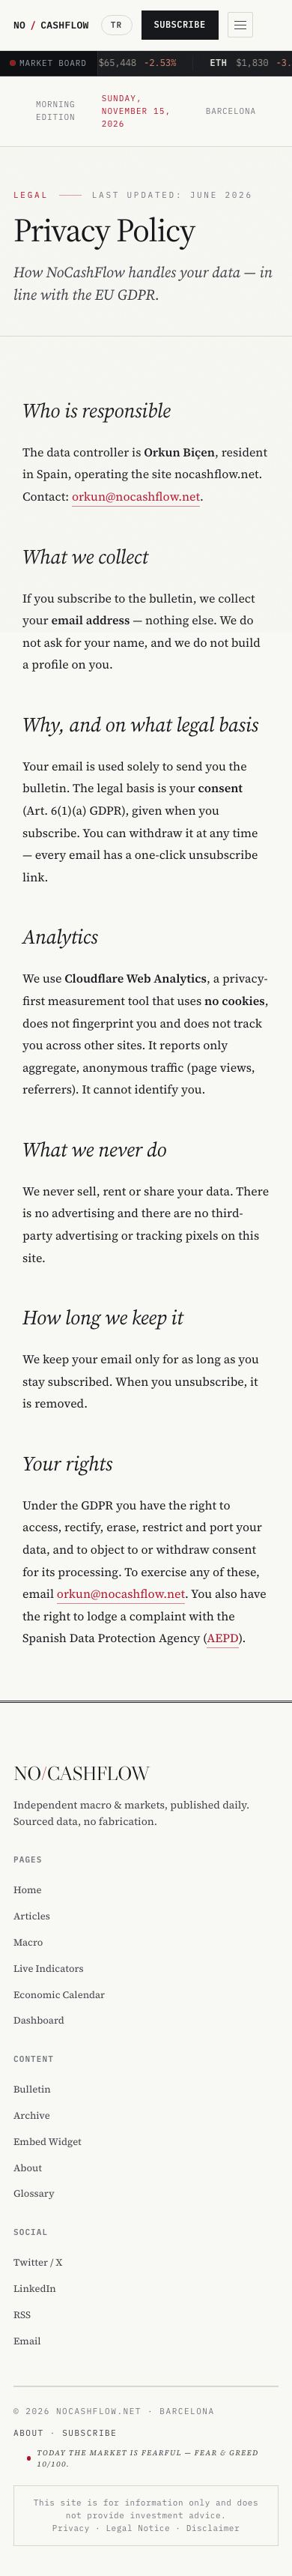 NO / CASHFLOW TR SUBSCRIBE
MARKET BOARD $65,448 -2.53% ETH $1,830 -3.
MORNING
EDITION
SUNDAY,
NOVEMBER 15,
2026
BARCELONA
LEGAL LAST UPDATED: JUNE 2026
Privacy Policy
How NoCashFlow handles your data — in
line with the EU GDPR.
Who is responsible
The data controller is Orkun Biçen, resident
in Spain, operating the site nocashflow.net.
Contact: orkun@nocashflow.net.
What we collect
If you subscribe to the bulletin, we collect
your email address — nothing else. We do
not ask for your name, and we do not build
a profile on you.
Why, and on what legal basis
Your email is used solely to send you the
bulletin. The legal basis is your consent
(Art. 6(1)(a) GDPR), given when you
subscribe. You can withdraw it at any time
— every email has a one-click unsubscribe
link.
Analytics
We use Cloudflare Web Analytics, a privacy-
first measurement tool that uses no cookies,
does not fingerprint you and does not track
you across other sites. It reports only
aggregate, anonymous traffic (page views,
referrers). It cannot identify you.
What we never do
We never sell, rent or share your data. There
is no advertising and there are no third-
party advertising or tracking pixels on this
site.
How long we keep it
We keep your email only for as long as you
stay subscribed. When you unsubscribe, it
is removed.
Your rights
Under the GDPR you have the right to
access, rectify, erase, restrict and port your
data, and to object to or withdraw consent
for its processing. To exercise any of these,
email orkun@nocashflow.net. You also have
the right to lodge a complaint with the
Spanish Data Protection Agency (AEPD).
NO/CASHFLOW
Independent macro & markets, published daily.
Sourced data, no fabrication.
PAGES
Home
Articles
Macro
Live Indicators
Economic Calendar
Dashboard
CONTENT
Bulletin
Archive
Embed Widget
About
Glossary
SOCIAL
Twitter / X
LinkedIn
RSS
Email
© 2026 NOCASHFLOW.NET · BARCELONA
ABOUT · SUBSCRIBE
TODAY THE MARKET IS FEARFUL — FEAR & GREED
10/100.
This site is for information only and does
not provide investment advice.
Privacy · Legal Notice · Disclaimer